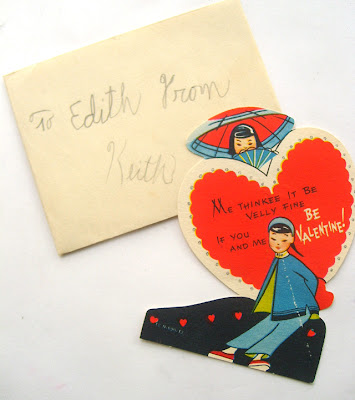 To Edith From
Keith
ME THINKEE IT BE
VELLY FINE
IF YOU
AND ME
BE
VALENTINE!